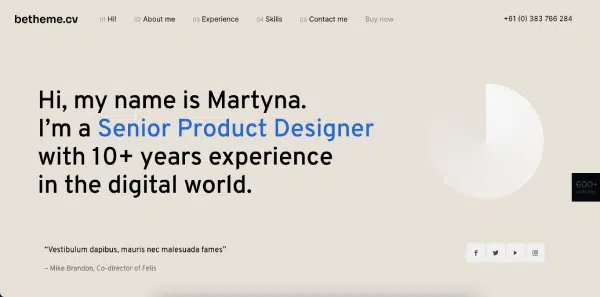 betheme.cv
01 Hi!
02 About me
03 Experience
04 Skills
05 Contact me
Buy now
+61 (0) 383 766 284
Hi, my name is Martyna.
I’m a Senior Product Designer
with 10+ years experience
in the digital world.
600+
“Vestibulum dapibus, mauris nec malesuada fames”
– Mike Brandon, Co-director of Felis